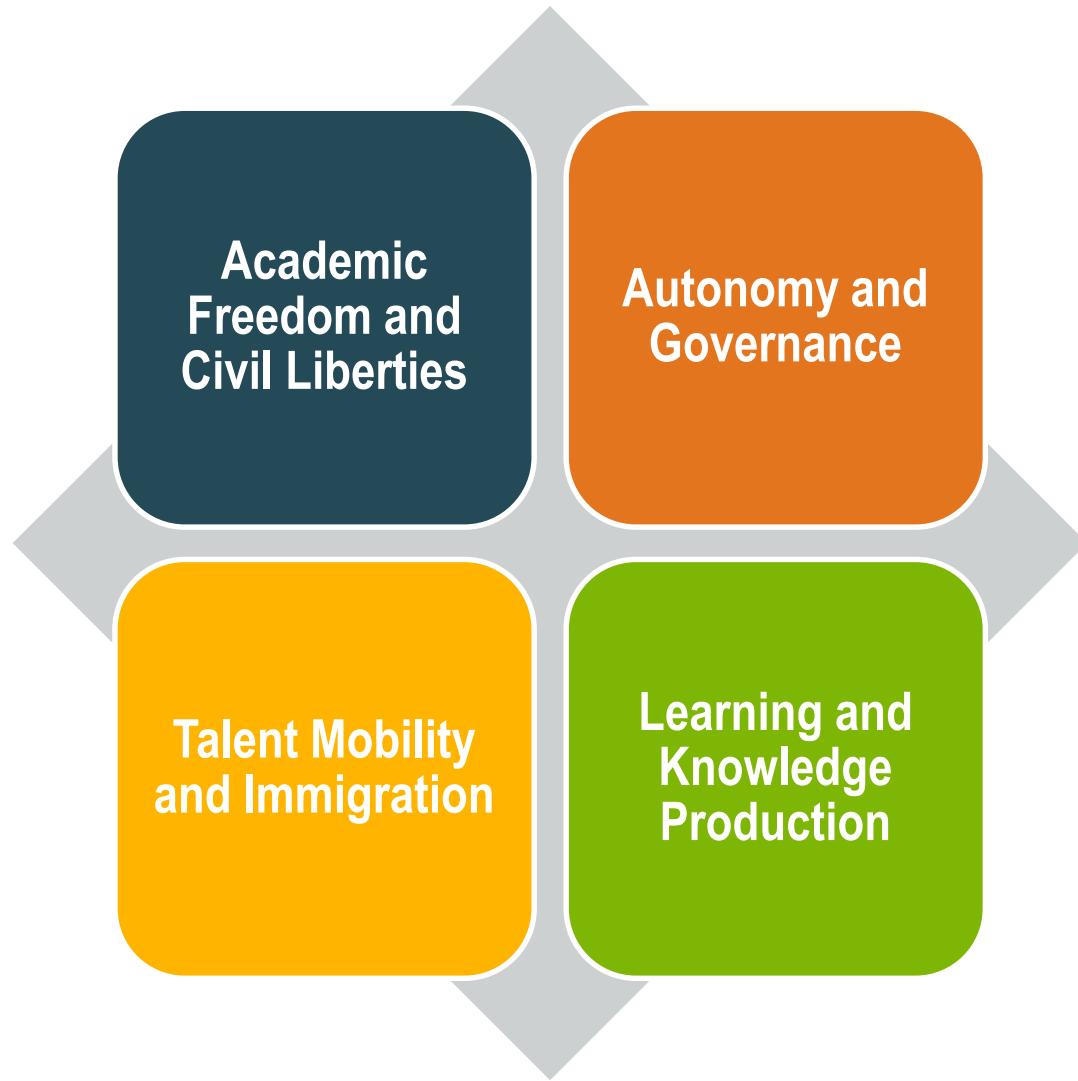 Academic
Freedom and
Civil Liberties
Autonomy and
Governance
Talent Mobility
and Immigration
Learning and
Knowledge
Production